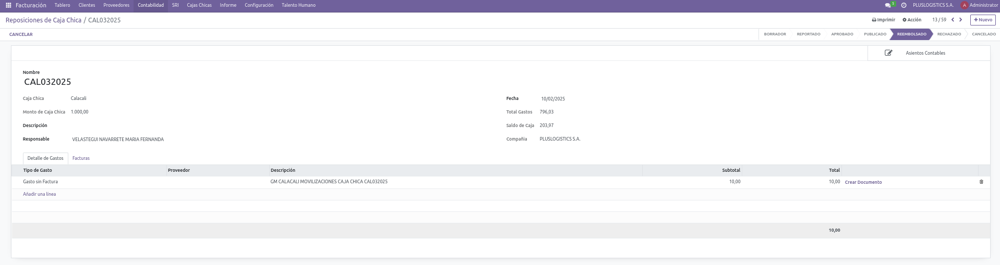 Facturación Tablero Clientes Proveedores Contabilidad SRI Cajas Chicas Informe Configuración Talento Humano 5 PLUSLOGISTICS S.A. A Administrator
Reposiciones de Caja Chica / CAL032025 Imprimir Acción 13 / 59 + Nuevo
CANCELAR BORRADOR REPORTADO APROBADO PUBLICADO REEMBOLSADO RECHAZADO CANCELADO
Asientos Contables
Nombre
CAL032025
Caja Chica Calacali Fecha 10/02/2025
Monto de Caja Chica 1.000,00 Total Gastos 796,03
Descripción Saldo de Caja 203,97
Responsable VELASTEGUI NAVARRETE MARIA FERNANDA Compañia PLUSLOGISTICS S.A.
Detalle de Gastos Facturas
Tipo de Gasto Proveedor Descripción Subtotal Total
Gasto sin Factura GM CALACALI MOVILIZACIONES CAJA CHICA CAL032025 10,00 10,00 Crear Documento
Añadir una línea
10,00